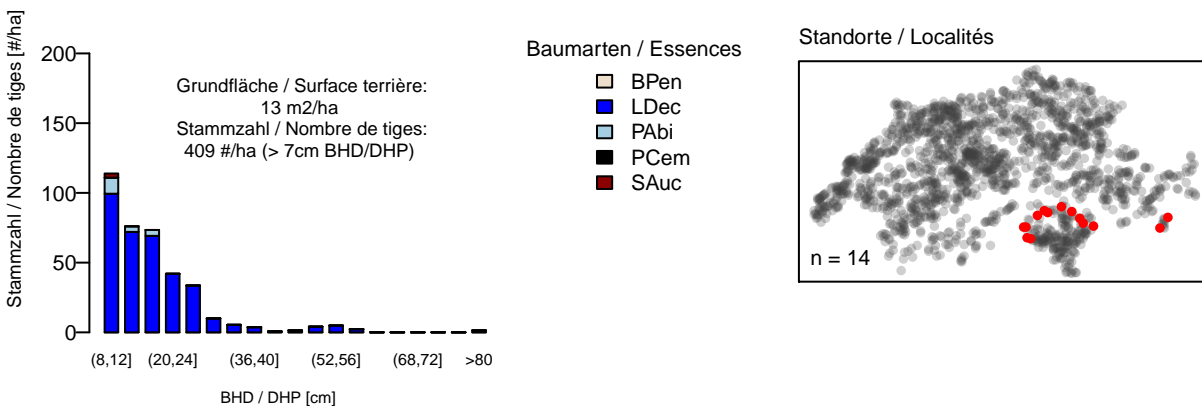 Stammzahl / Nombre de tiges [#/ha]
200
150
100
50
0
Grundfläche / Surface terrière:
13 m2/ha
Stammzahl / Nombre de tiges:
409 #/ha (> 7cm BHD/DHP)
(8,12]
(20,24]
(36,40]
(52,56]
(68,72]
>80
BHD / DHP [cm]
Baumarten / Essences
BPen
LDec
PAbi
PCem
SAuc
Standorte / Localités
n = 14